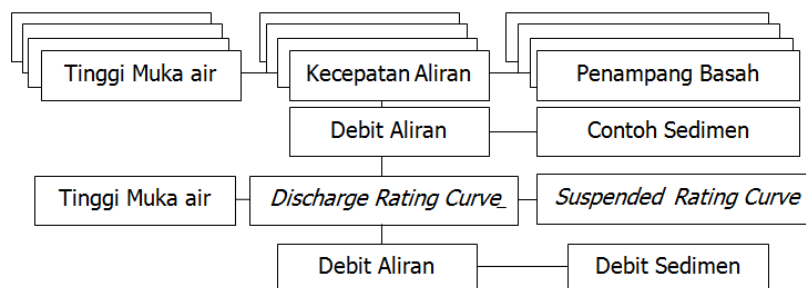 Tinggi Muka air
Kecepatan Aliran
Penampang Basah
Debit Aliran
Contoh Sedimen
Tinggi Muka air
Discharge Rating Curve_
Suspended Rating Curve
Debit Aliran
Debit Sedimen